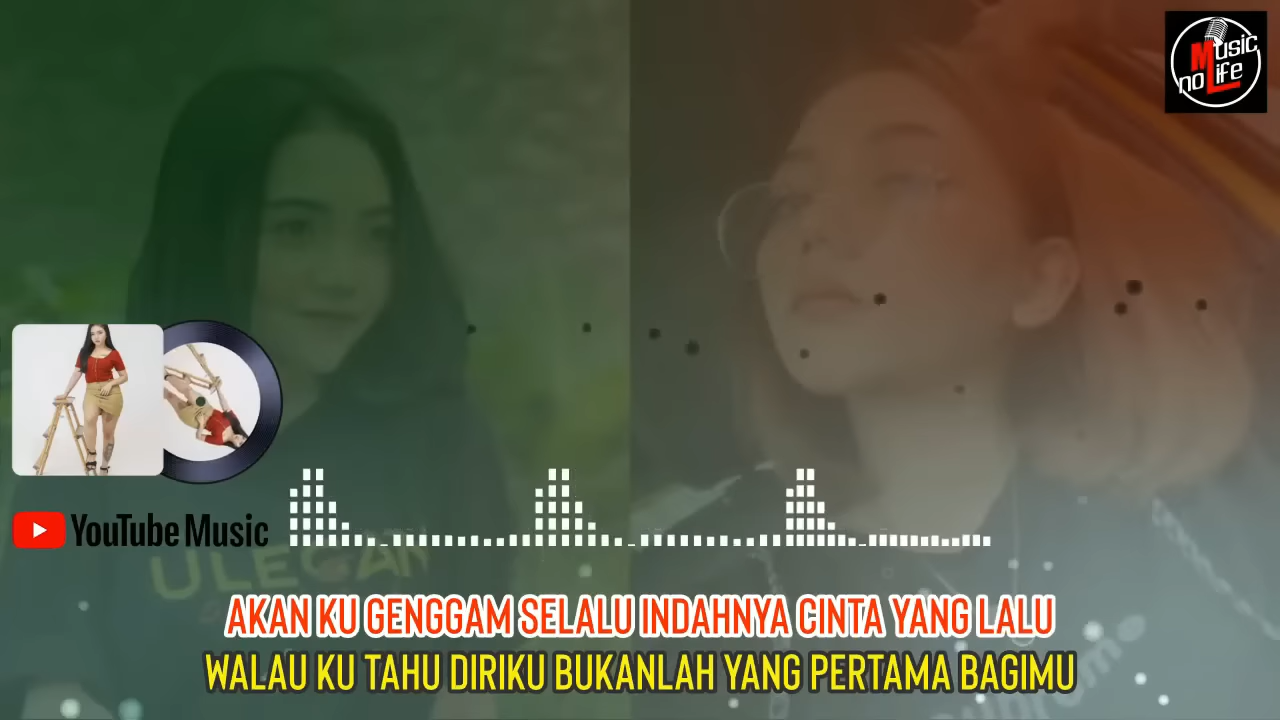 Music
no Life
YouTube Music
AKAN KU GENGGAM SELALU INDAHNYA CINTA YANG LALU
WALAU KU TAHU DIRIKU BUKANLAH YANG PERTAMA BAGIMU